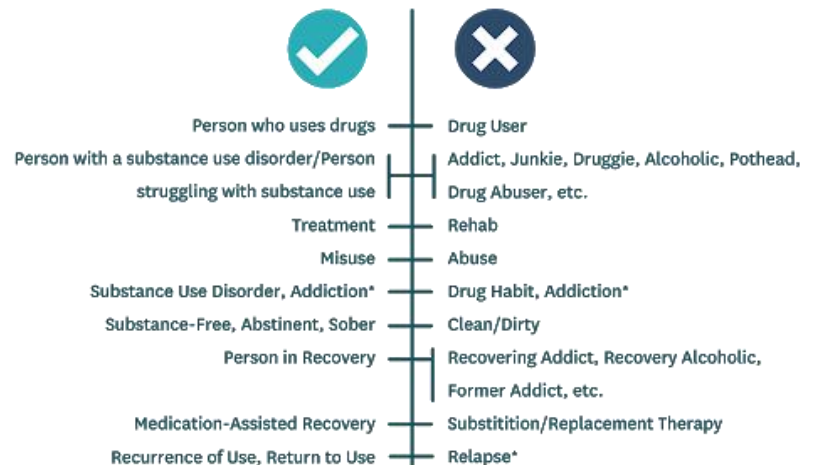 Person who uses drugs Drug User
Person with a substance use disorder/Person Addict, Junkie, Druggie, Alcoholic, Pothead,
struggling with substance use Drug Abuser, etc.
Treatment Rehab
Misuse Abuse
Substance Use Disorder, Addiction* Drug Habit, Addiction*
Substance-Free, Abstinent, Sober Clean/Dirty
Person in Recovery Recovering Addict, Recovery Alcoholic,
Former Addict, etc.
Medication-Assisted Recovery Substitition/Replacement Therapy
Recurrence of Use, Return to Use Relapse*